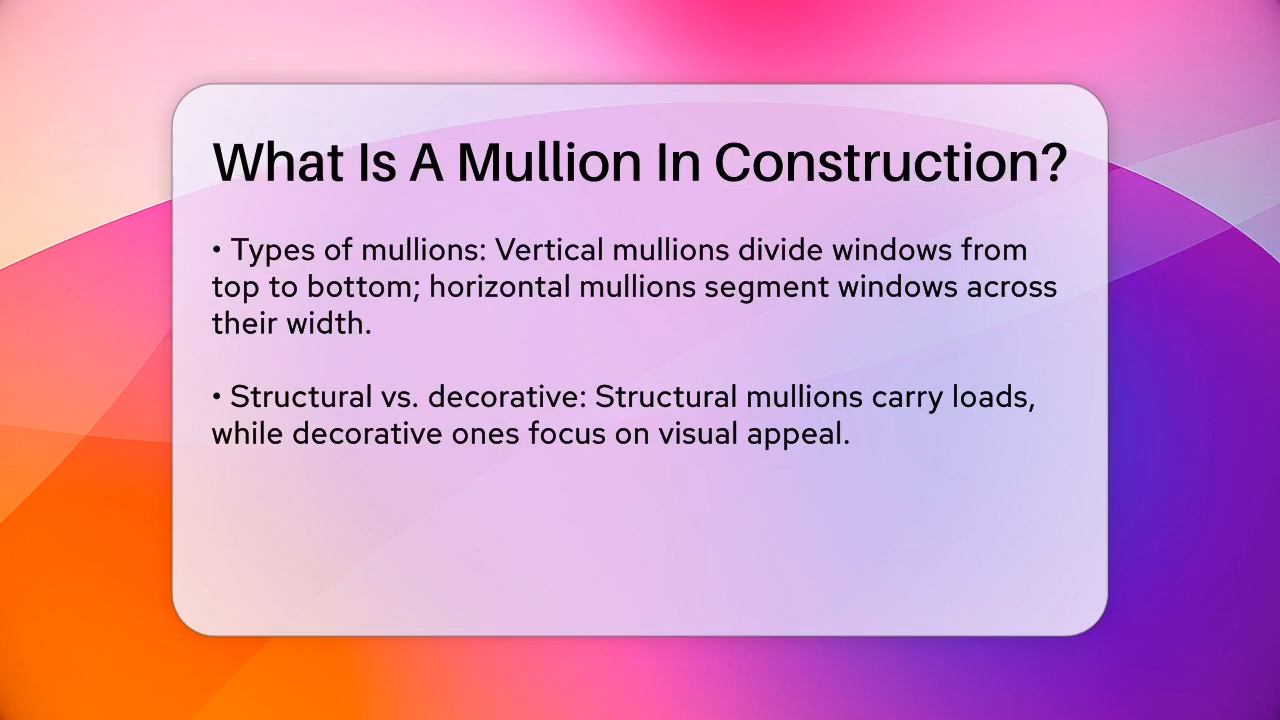 What Is A Mullion In Construction?
• Types of mullions: Vertical mullions divide windows from
top to bottom; horizontal mullions segment windows across
their width.
• Structural vs. decorative: Structural mullions carry loads,
while decorative ones focus on visual appeal.